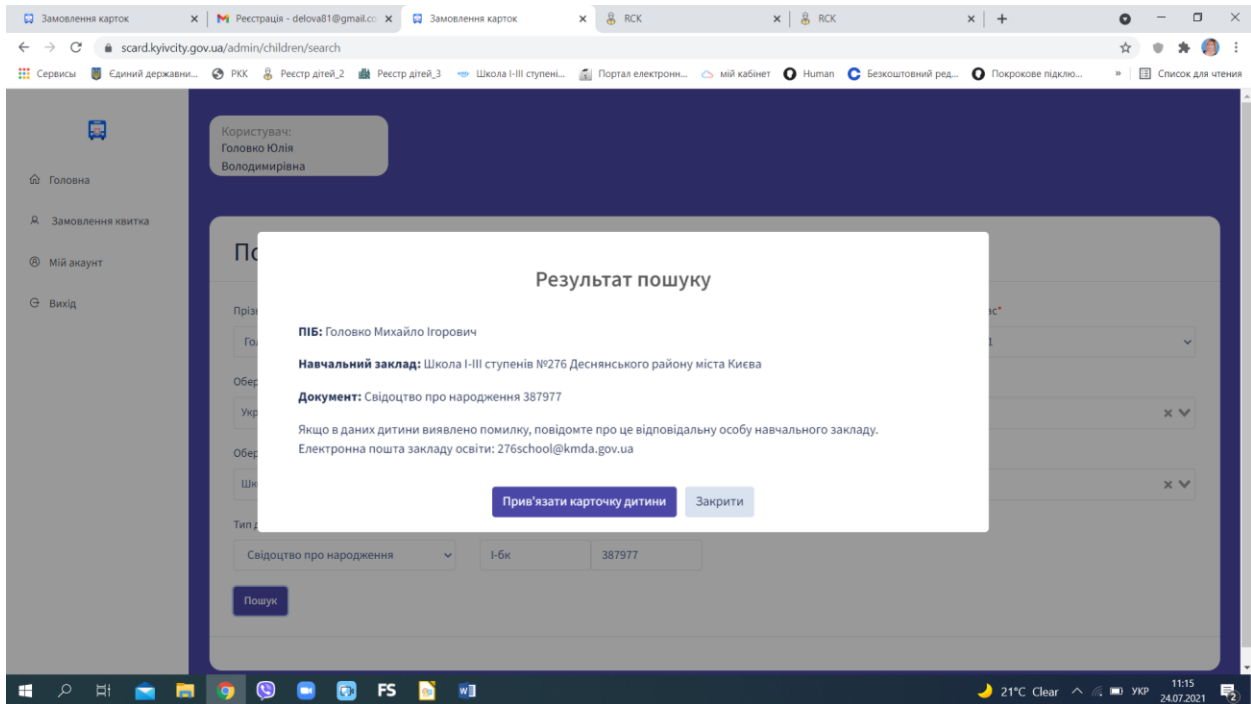 Замовлення карток
Реєстрація - delova81@gmail.co
Замовлення карток
RCK
RCK
scard.kyivcity.gov.ua/admin/children/search
Сервисы
Єдиний державни...
РКК
Реєстр дітей_2
Реєстр дітей_3
Школа І-ІІІ ступені...
Портал електронн...
мій кабінет
Human
Безкоштовний ред...
Покрокове підклю...
»
Список для чтения
Користувач:
Головко Юлія
Володимирівна
Головна
Замовлення квитка
Мій акаунт
Вихід
Результат пошуку
ПІБ: Головко Михайло Ігорович
Навчальний заклад: Школа І-ІІІ ступенів №276 Деснянського району міста Києва
Документ: Свідоцтво про народження 387977
Якщо в даних дитини виявлено помилку, повідомте про це відповідальну особу навчального закладу.
Електронна пошта закладу освіти: 276school@kmda.gov.ua
Прив'язати карточку дитини
Закрити
Свідоцтво про народження
І-бк
387977
Пошук
FS
21°C Clear
УКР
11:15
24.07.2021
2